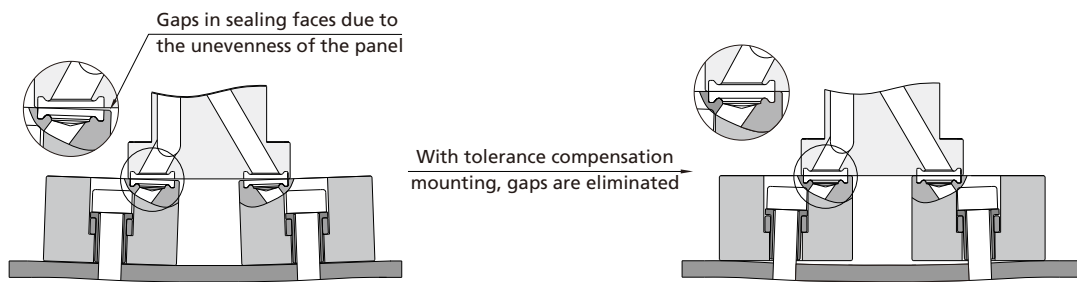 Gaps in sealing faces due to
the unevenness of the panel
With tolerance compensation
mounting, gaps are eliminated